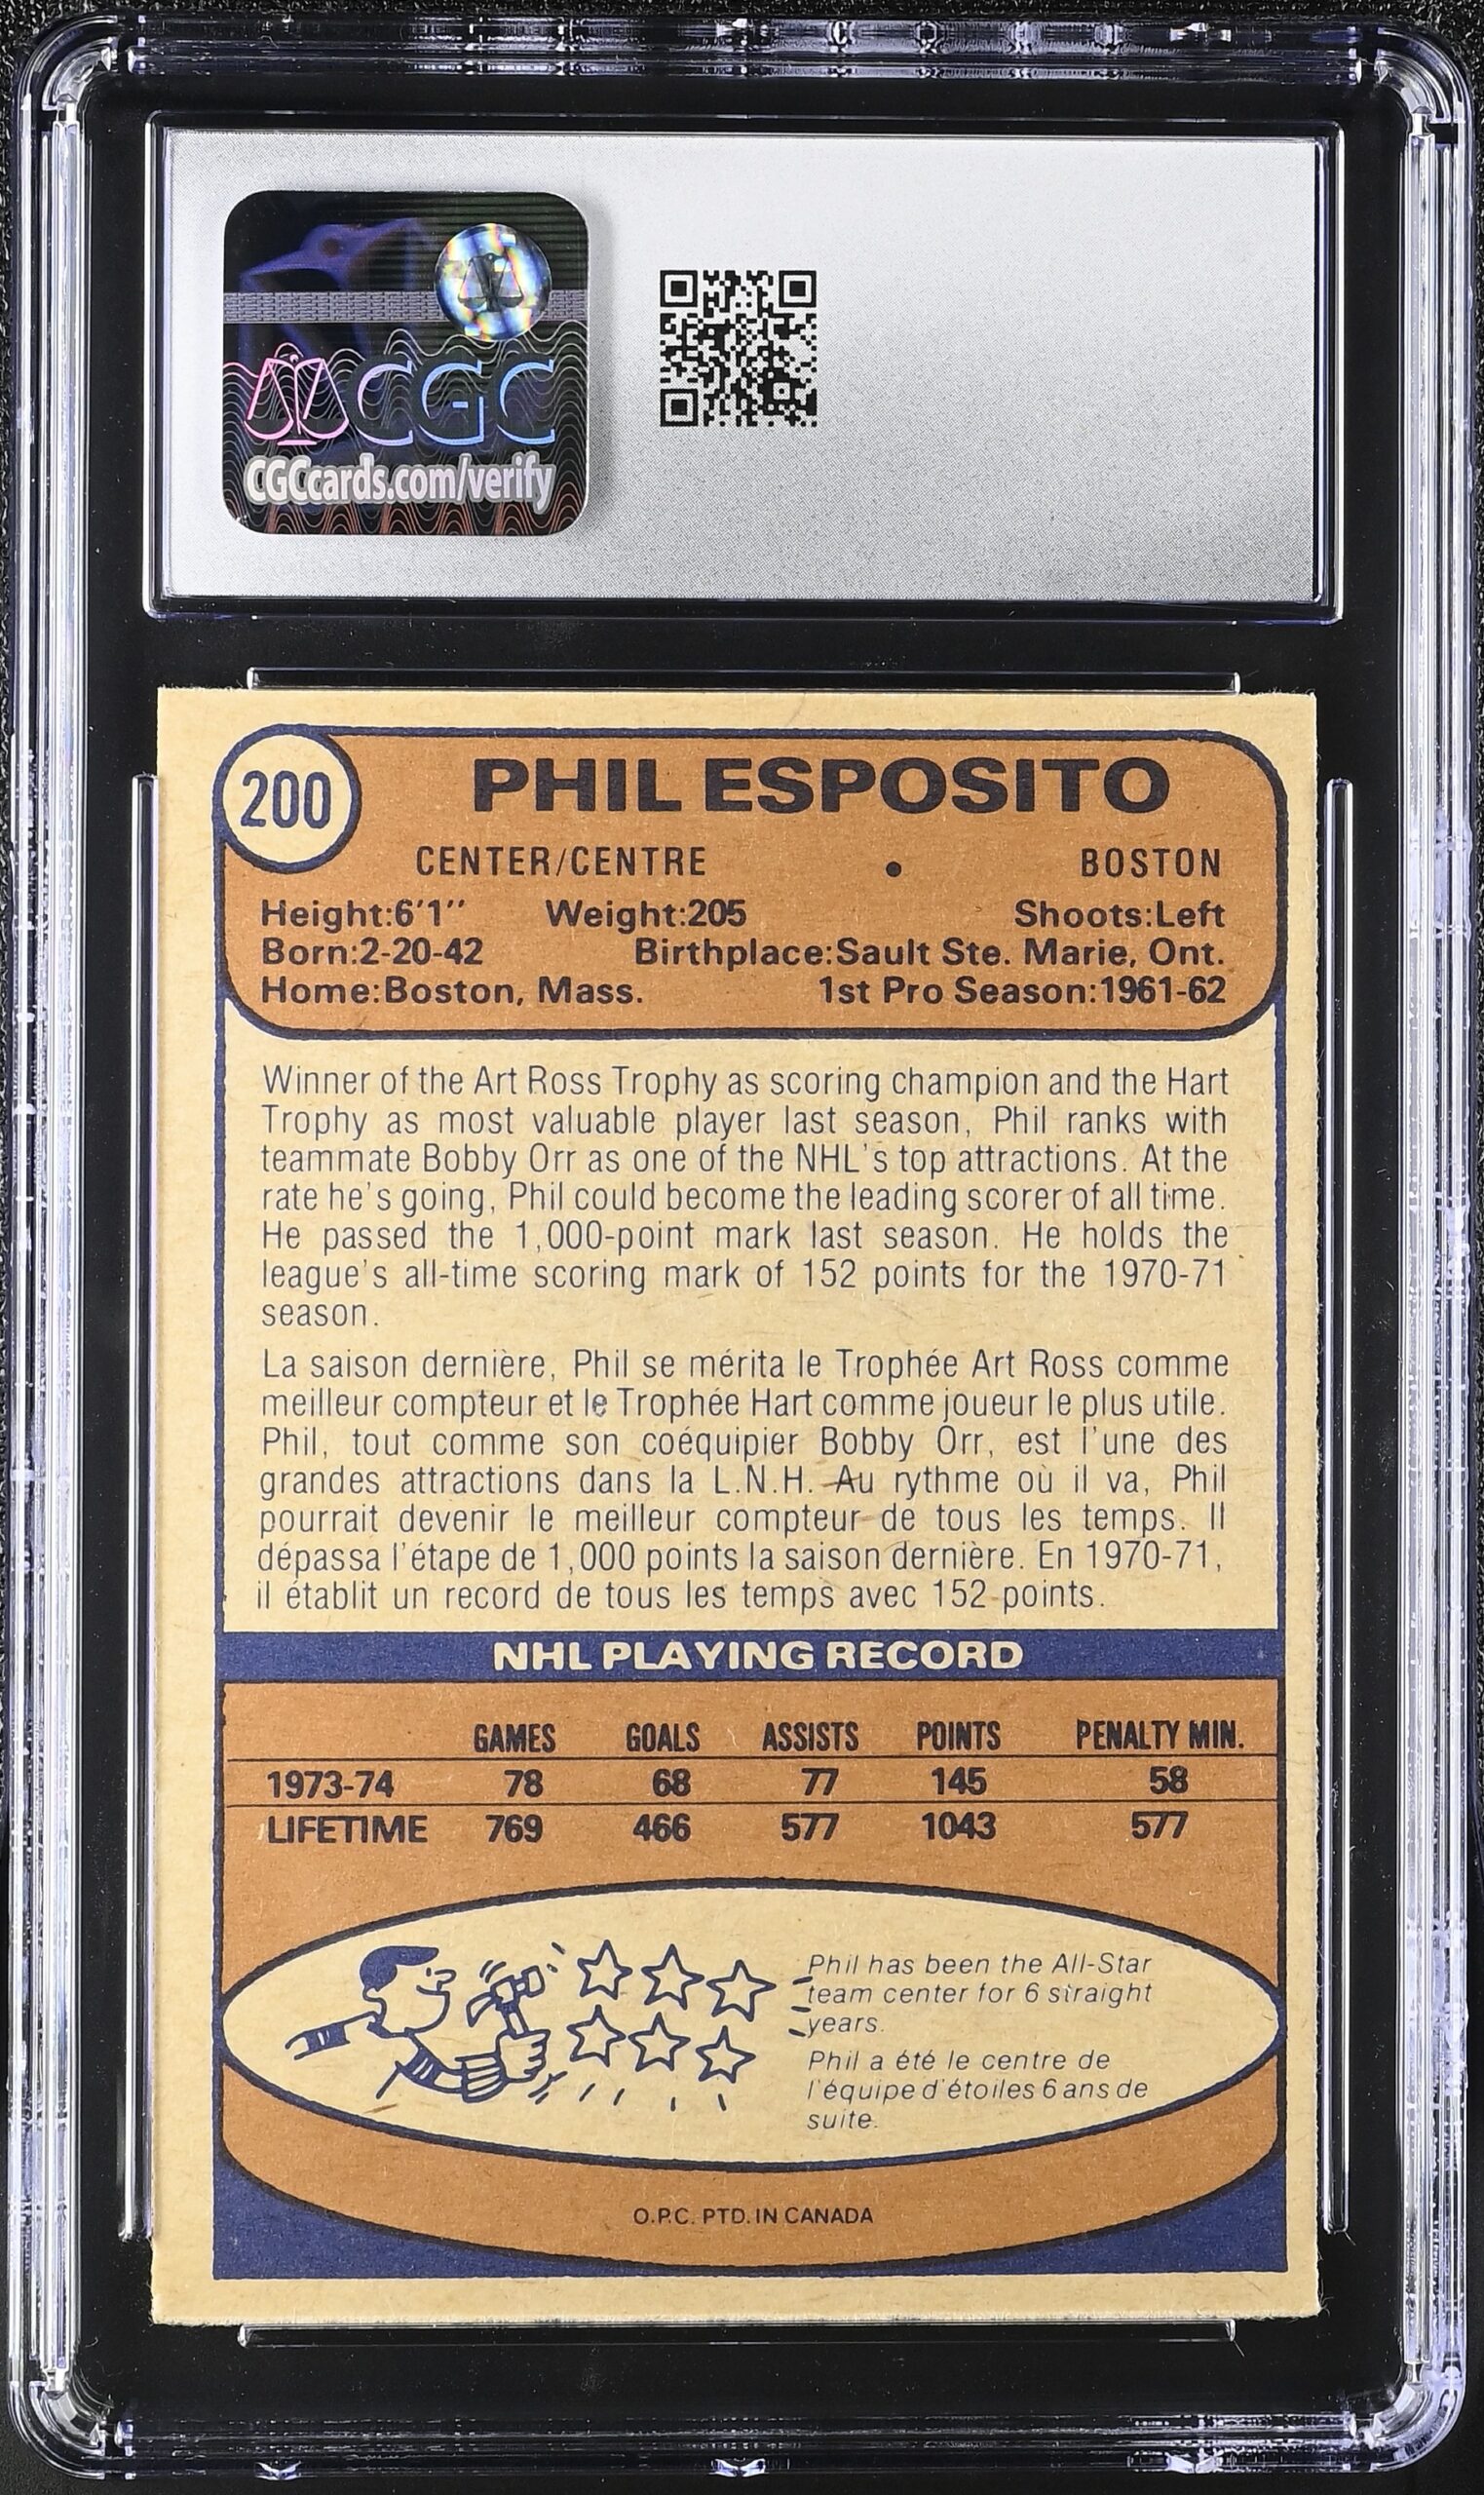 CGC
CGCcards.com/verify
200
PHIL ESPOSITO
CENTER/CENTRE • BOSTON
Height:6'1'' Weight:205 Shoots:Left
Born:2-20-42 Birthplace:Sault Ste. Marie, Ont.
Home:Boston, Mass. 1st Pro Season:1961-62
Winner of the Art Ross Trophy as scoring champion and the Hart
Trophy as most valuable player last season, Phil ranks with
teammate Bobby Orr as one of the NHL's top attractions. At the
rate he's going, Phil could become the leading scorer of all time.
He passed the 1,000-point mark last season. He holds the
league's all-time scoring mark of 152 points for the 1970-71
season.
La saison dernière, Phil se mérita le Trophée Art Ross comme
meilleur compteur et le Trophée Hart comme joueur le plus utile.
Phil, tout comme son coéquipier Bobby Orr, est l'une des
grandes attractions dans la L.N.H. Au rythme où il va, Phil
pourrait devenir le meilleur compteur de tous les temps. Il
dépassa l'étape de 1,000 points la saison dernière. En 1970-71,
il établit un record de tous les temps avec 152 points.
NHL PLAYING RECORD
GAMES GOALS ASSISTS POINTS PENALTY MIN.
1973-74 78 68 77 145 58
LIFETIME 769 466 577 1043 577
Phil has been the All-Star
team center for 6 straight
years.
Phil a été le centre de
l'équipe d'étoiles 6 ans de
suite.
O.P.C. PTD. IN CANADA